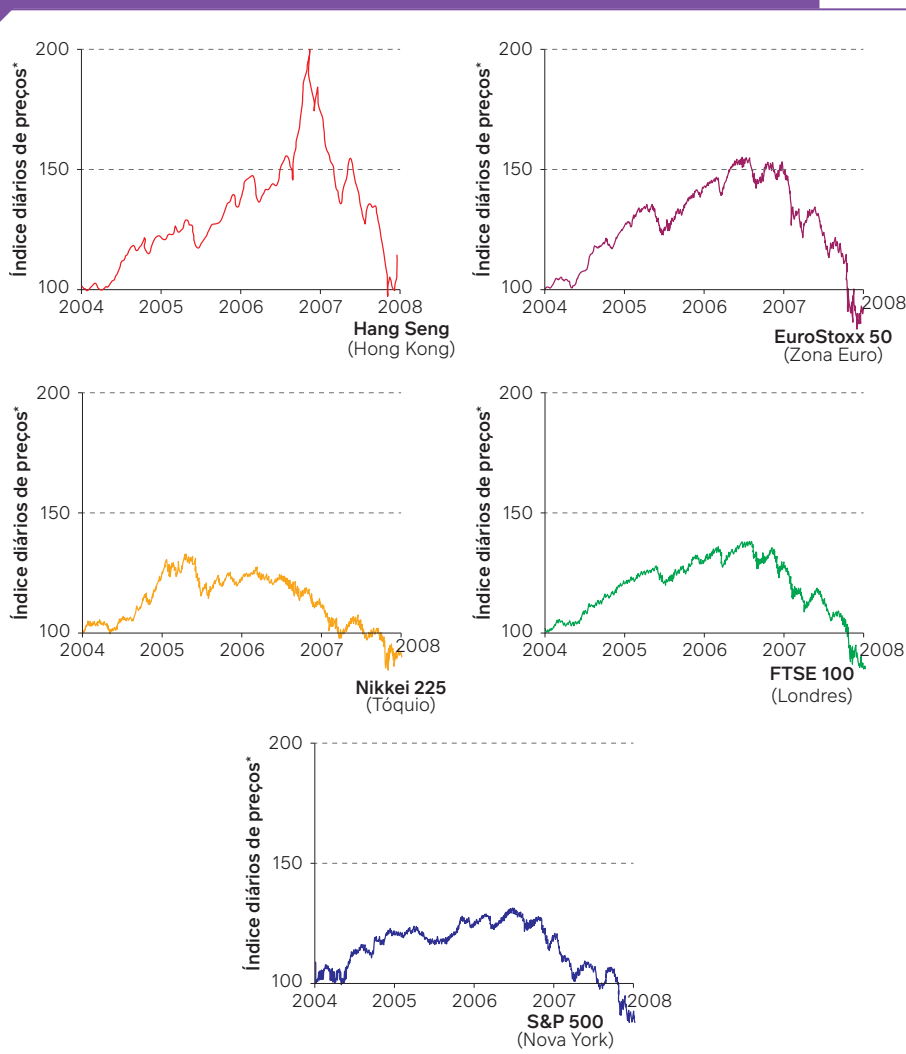 200
150
100
Índice diários de preços*
2004 2005 2006 2007 2008
Hang Seng
(Hong Kong)
200
150
100
Índice diários de preços*
2004 2005 2006 2007 2008
EuroStoxx 50
(Zona Euro)
200
150
100
Índice diários de preços*
2004 2005 2006 2007 2008
Nikkei 225
(Tóquio)
200
150
100
Índice diários de preços*
2004 2005 2006 2007 2008
FTSE 100
(Londres)
200
150
100
Índice diários de preços*
2004 2005 2006 2007 2008
S&P 500
(Nova York)